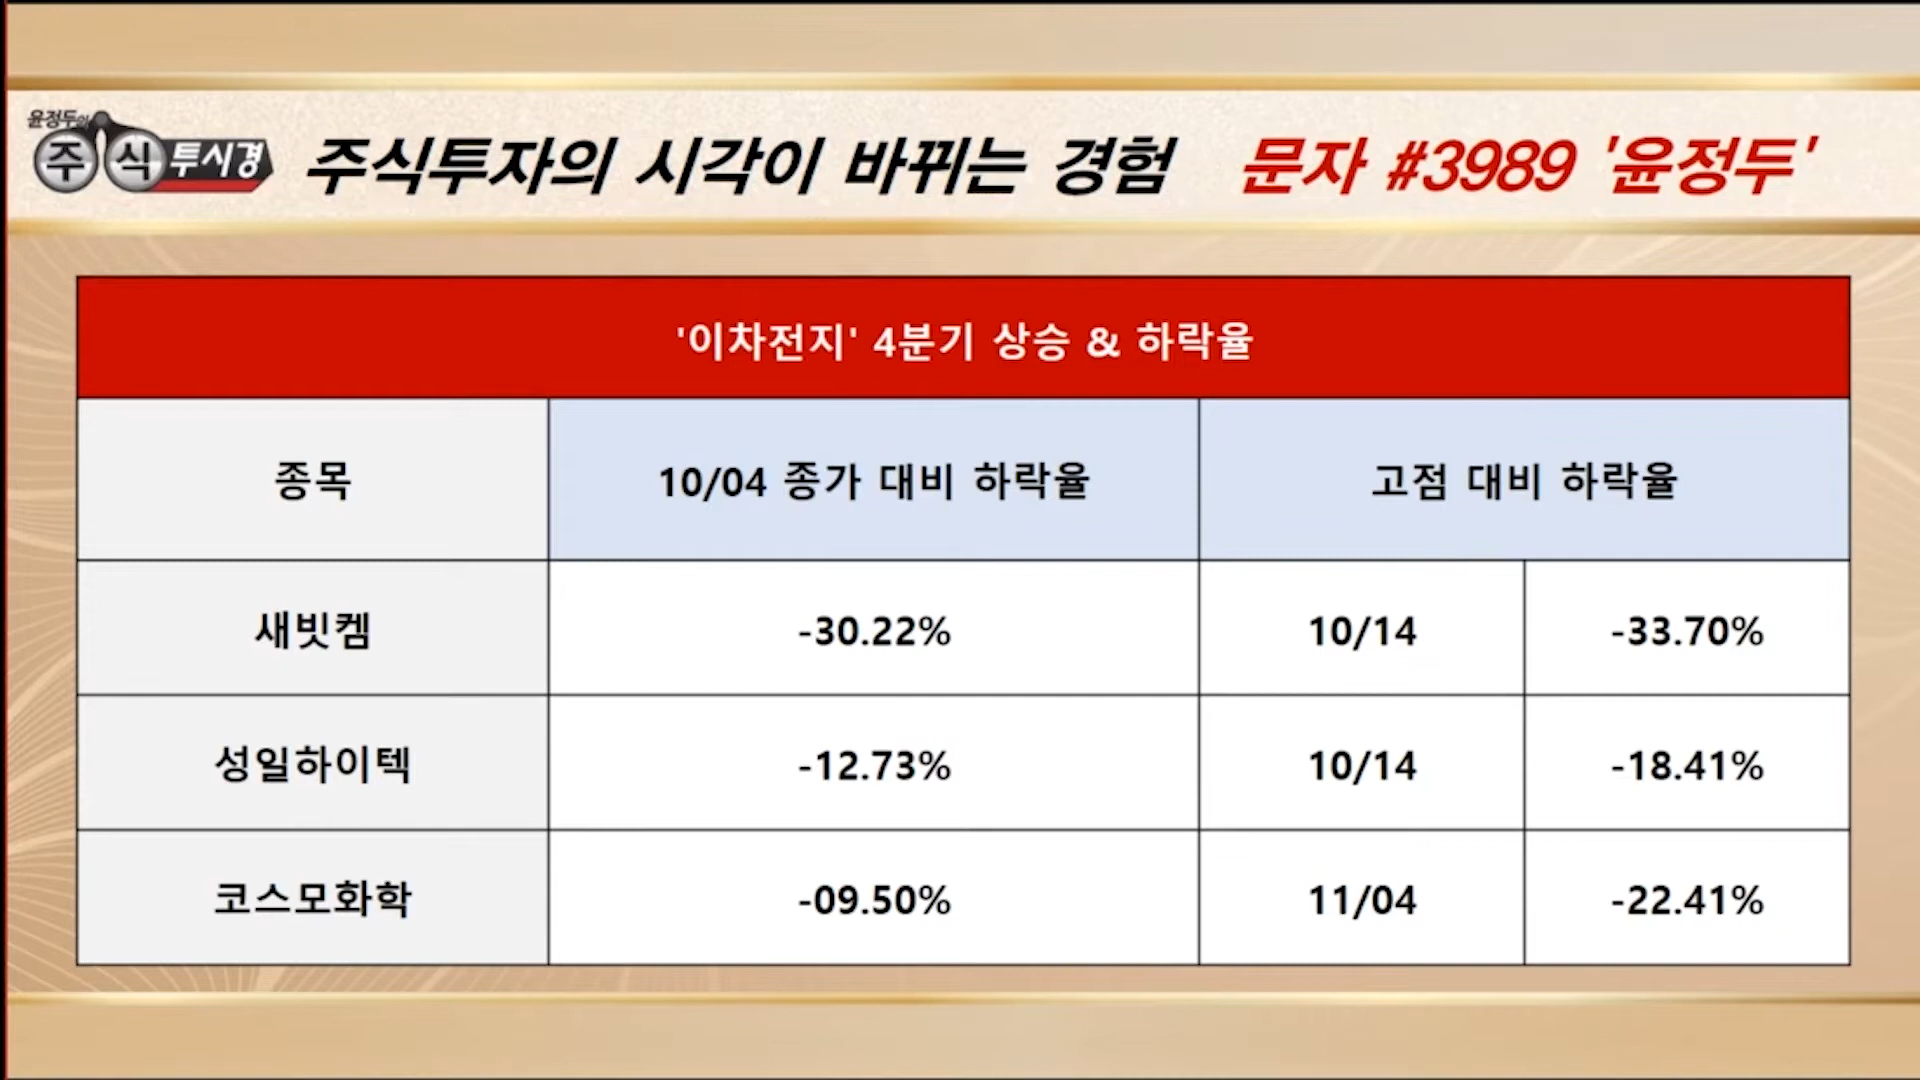 윤정두의
주식투시경
주식투자의 시각이 바뀌는 경험 문자 #3989 '윤정두'
'이차전지' 4분기 상승 & 하락율
종목 10/04 종가 대비 하락율 고점 대비 하락율
새빗켐 -30.22% 10/14 -33.70%
성일하이텍 -12.73% 10/14 -18.41%
코스모화학 -09.50% 11/04 -22.41%